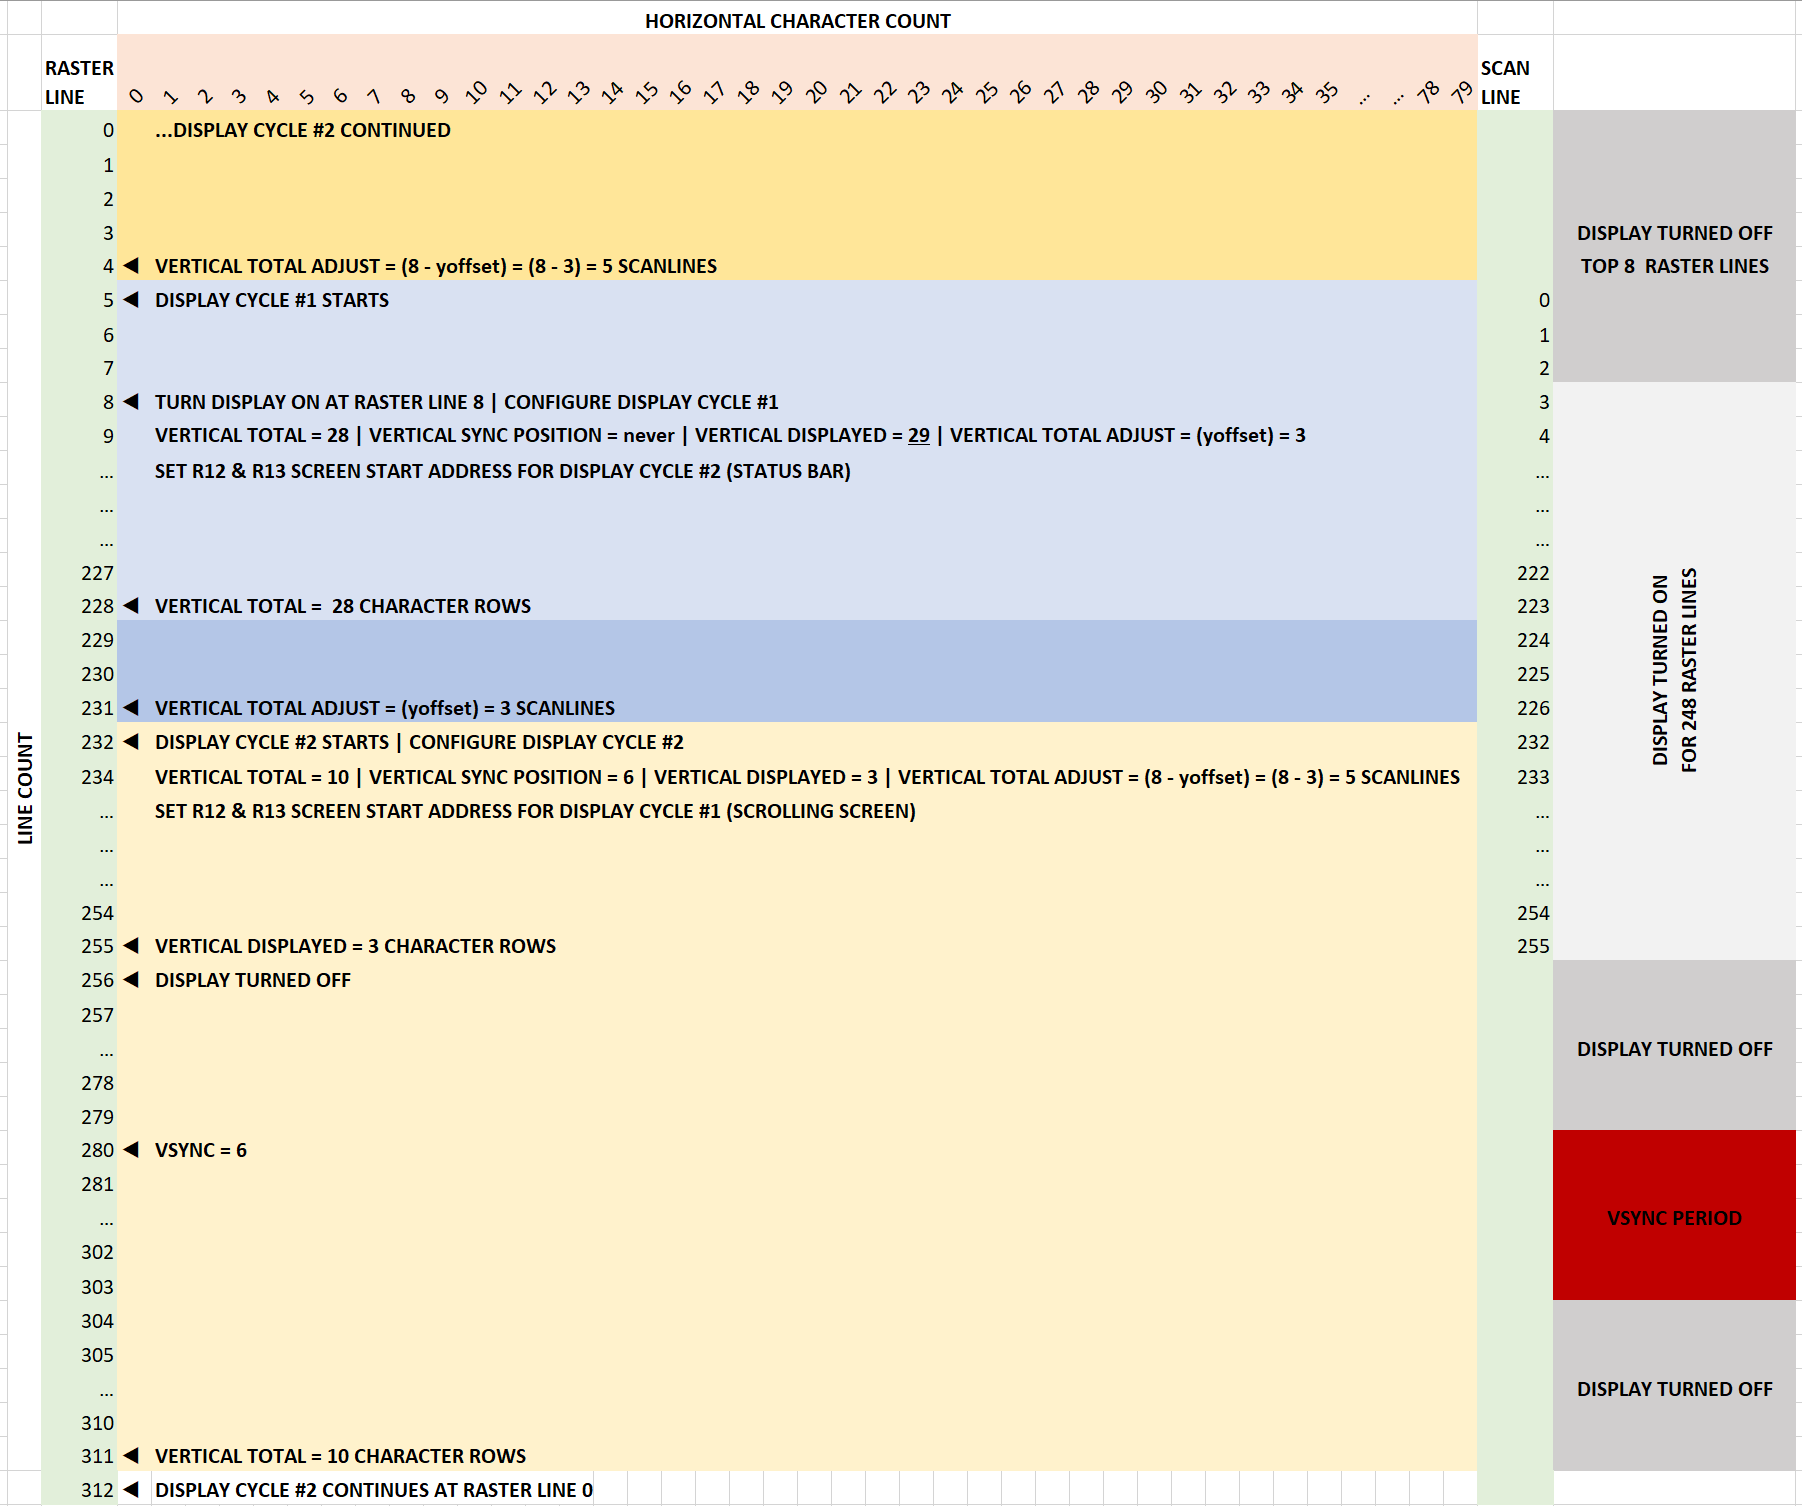 HORIZONTAL CHARACTER COUNT
RASTER LINE 0 1 2 3 4 5 6 7 8 9 10 11 12 13 14 15 16 17 18 19 20 21 22 23 24 25 26 27 28 29 30 31 32 33 34 35 ... ... 78 79 SCAN LINE
LINE COUNT
0 ...DISPLAY CYCLE #2 CONTINUED
1
2
3 DISPLAY TURNED OFF
4 ◄ VERTICAL TOTAL ADJUST = (8 - yoffset) = (8 - 3) = 5 SCANLINES TOP 8 RASTER LINES
5 ◄ DISPLAY CYCLE #1 STARTS 0
6 1
7 2
8 ◄ TURN DISPLAY ON AT RASTER LINE 8 | CONFIGURE DISPLAY CYCLE #1 3
9 VERTICAL TOTAL = 28 | VERTICAL SYNC POSITION = never | VERTICAL DISPLAYED = 29 | VERTICAL TOTAL ADJUST = (yoffset) = 3 4
... SET R12 & R13 SCREEN START ADDRESS FOR DISPLAY CYCLE #2 (STATUS BAR) ...
... ...
... ...
227 222
228 ◄ VERTICAL TOTAL = 28 CHARACTER ROWS 223
229 224
230 225
231 ◄ VERTICAL TOTAL ADJUST = (yoffset) = 3 SCANLINES 226
DISPLAY TURNED ON
FOR 248 RASTER LINES
232 ◄ DISPLAY CYCLE #2 STARTS | CONFIGURE DISPLAY CYCLE #2 232
234 VERTICAL TOTAL = 10 | VERTICAL SYNC POSITION = 6 | VERTICAL DISPLAYED = 3 | VERTICAL TOTAL ADJUST = (8 - yoffset) = (8 - 3) = 5 SCANLINES 233
... SET R12 & R13 SCREEN START ADDRESS FOR DISPLAY CYCLE #1 (SCROLLING SCREEN) ...
... ...
... ...
254 254
255 ◄ VERTICAL DISPLAYED = 3 CHARACTER ROWS 255
256 ◄ DISPLAY TURNED OFF
257
... DISPLAY TURNED OFF
278
279
280 ◄ VSYNC = 6
281
... VSYNC PERIOD
302
303
304
305
... DISPLAY TURNED OFF
310
311 ◄ VERTICAL TOTAL = 10 CHARACTER ROWS
312 ◄ DISPLAY CYCLE #2 CONTINUES AT RASTER LINE 0